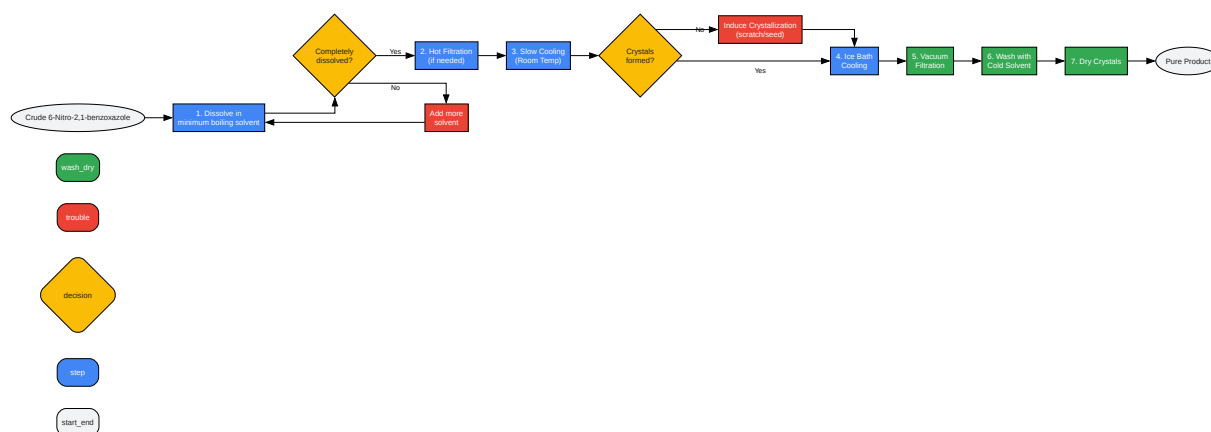 Crude 6-Nitro-2,1-benzoxazole
1. Dissolve in
minimum boiling solvent
Completely
dissolved?
Yes
No
Add more
solvent
2. Hot Filtration
(if needed)
3. Slow Cooling
(Room Temp)
Crystals
formed?
No
Yes
Induce Crystallization
(scratch/seed)
4. Ice Bath
Cooling
5. Vacuum
Filtration
6. Wash with
Cold Solvent
7. Dry Crystals
Pure Product
wash_dry
trouble
decision
step
start_end